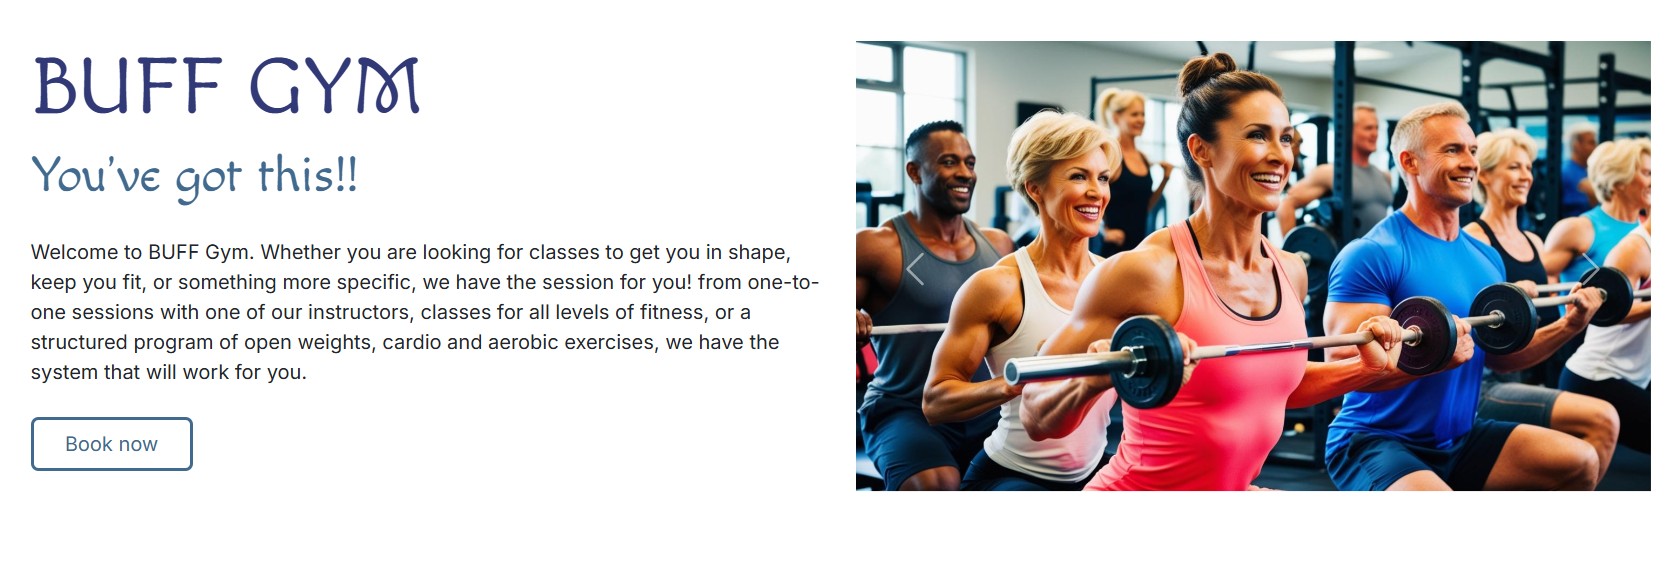 BUFF GYM
You've got this!!
Welcome to BUFF Gym. Whether you are looking for classes to get you in shape,
keep you fit, or something more specific, we have the session for you! from one-to-
one sessions with one of our instructors, classes for all levels of fitness, or a
structured program of open weights, cardio and aerobic exercises, we have the
system that will work for you.
Book now